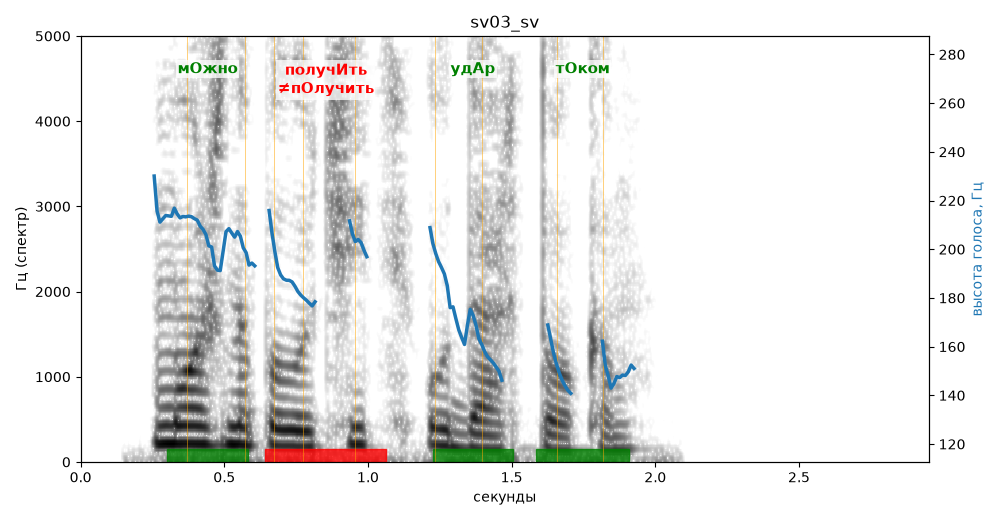 sv03_sv
мОжно
получИть
≠пОлучить
удАр
тОком
Гц (спектр)
5000
4000
3000
2000
1000
0
280
260
240
220
200
180
160
140
120
высота голоса, Гц
0.0 0.5 1.0 1.5 2.0 2.5
секунды